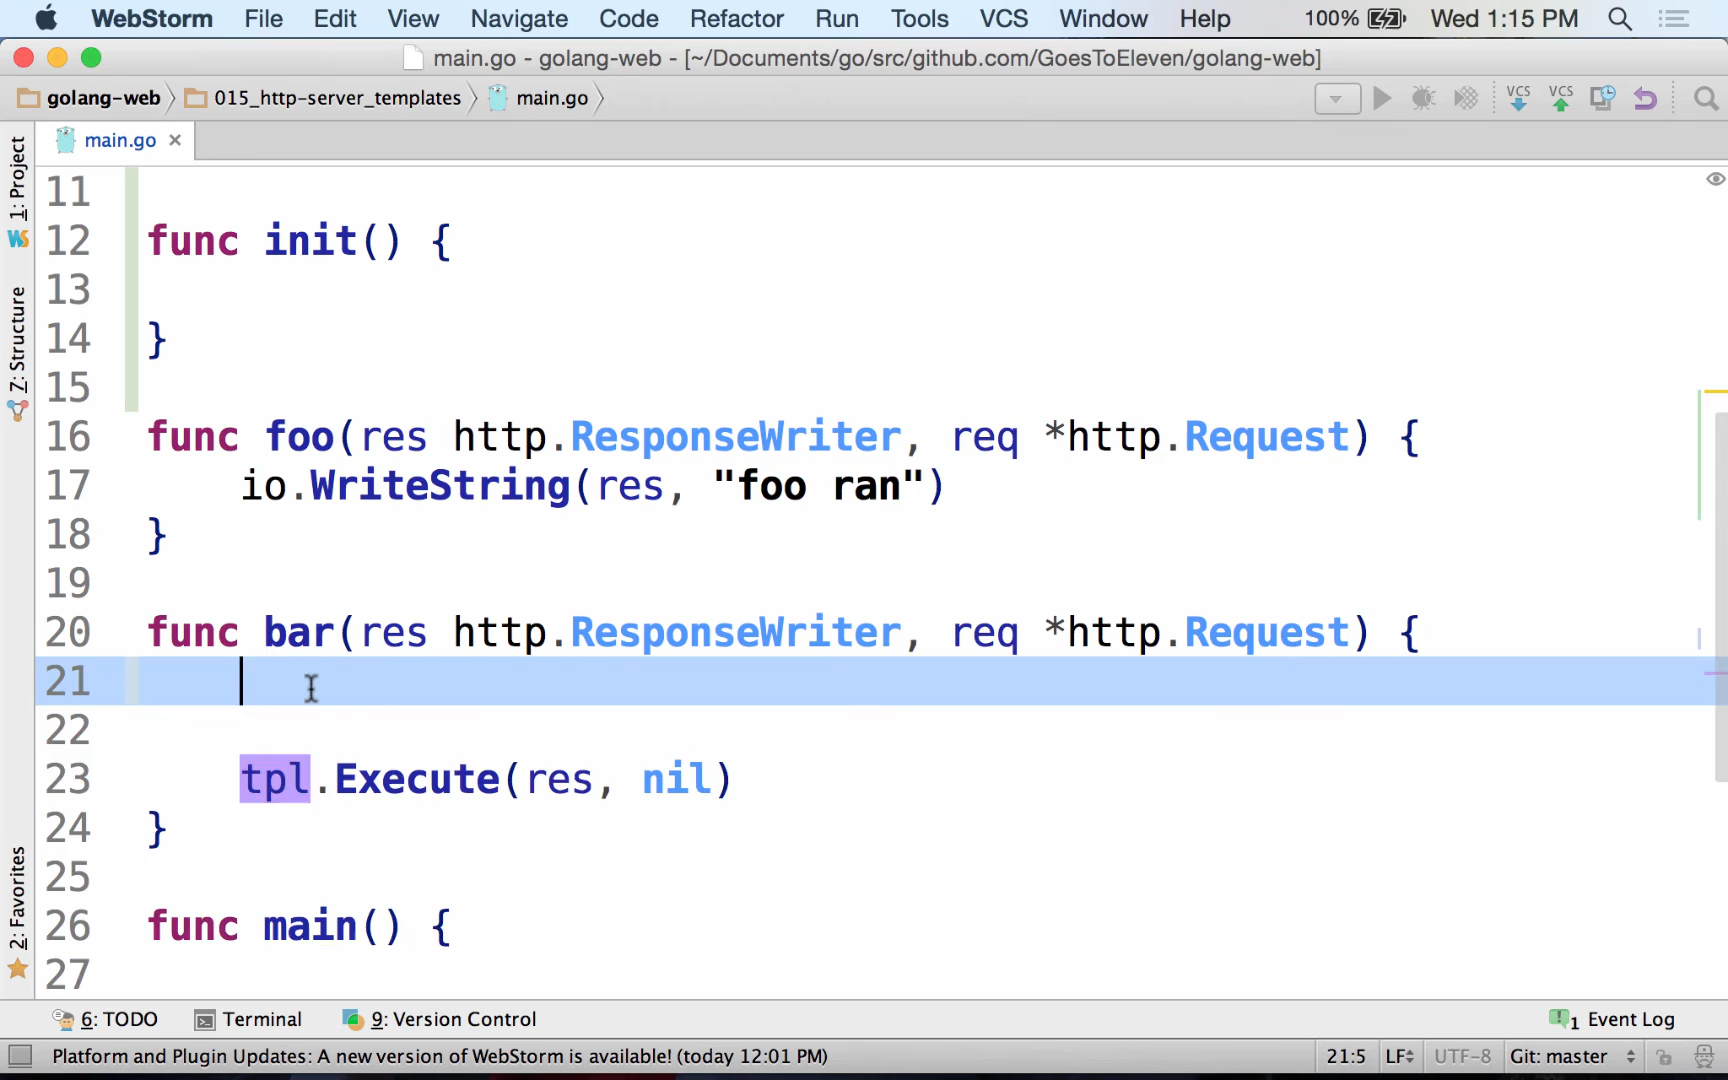 WebStorm File Edit View Navigate Code Refactor Run Tools VCS Window Help 100% Wed 1:15 PM
main.go - golang-web - [~/Documents/go/src/github.com/GoesToEleven/golang-web]
golang-web 015_http-server_templates main.go VCS VCS
main.go
1: Project
7: Structure
2: Favorites
11
12 func init() {
13
14 }
15
16 func foo(res http.ResponseWriter, req *http.Request) {
17 io.WriteString(res, "foo ran")
18 }
19
20 func bar(res http.ResponseWriter, req *http.Request) {
21
22
23 tpl.Execute(res, nil)
24 }
25
26 func main() {
27
6: TODO Terminal 9: Version Control 1 Event Log
Platform and Plugin Updates: A new version of WebStorm is available! (today 12:01 PM) 21:5 LF UTF-8 Git: master